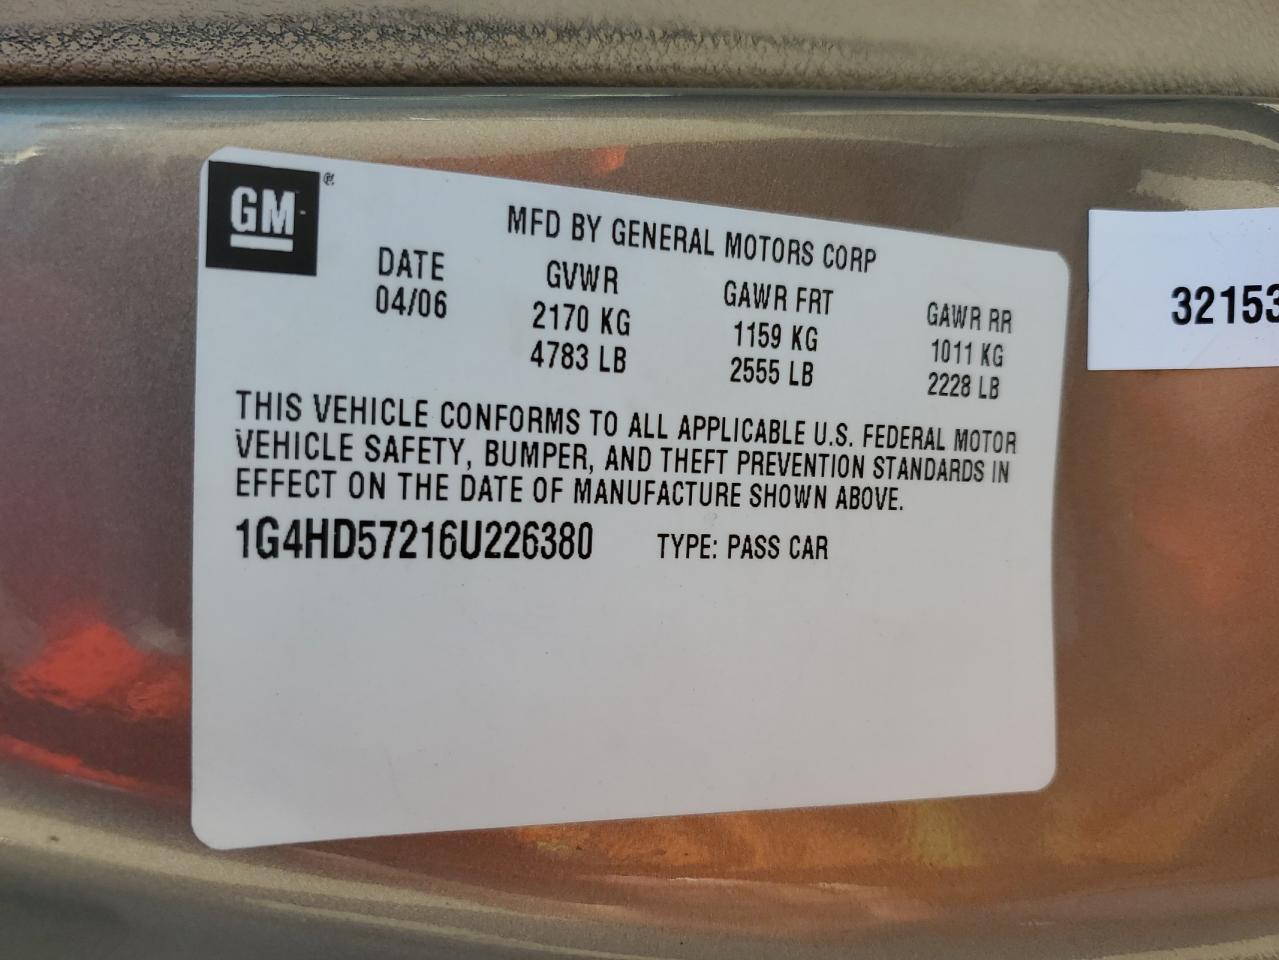 GM
MFD BY GENERAL MOTORS CORP
DATE GVWR GAWR FRT GAWR RR
04/06 2170 KG 1159 KG 1011 KG
4783 LB 2555 LB 2228 LB
THIS VEHICLE CONFORMS TO ALL APPLICABLE U.S. FEDERAL MOTOR
VEHICLE SAFETY, BUMPER, AND THEFT PREVENTION STANDARDS IN
EFFECT ON THE DATE OF MANUFACTURE SHOWN ABOVE.
1G4HD57216U226380 TYPE: PASS CAR
32153